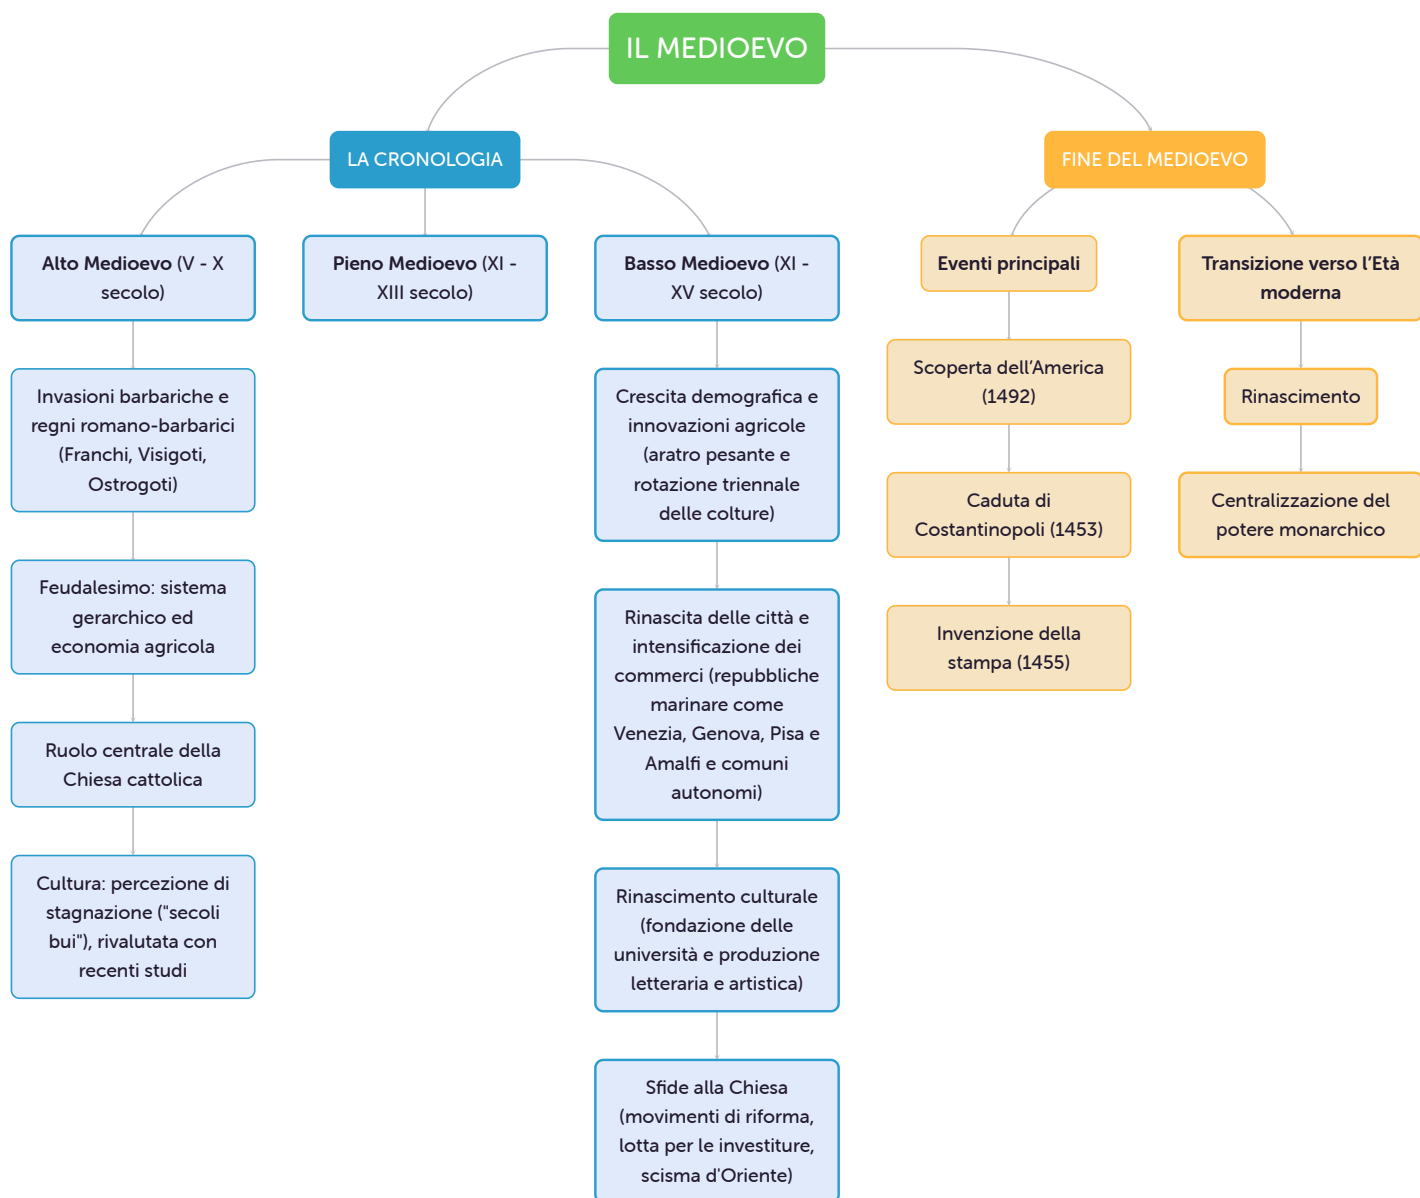 IL MEDIOEVO
LA CRONOLOGIA
FINE DEL MEDIOEVO
Alto Medioevo (V - X
secolo)
Pieno Medioevo (XI -
XIII secolo)
Basso Medioevo (XI -
XV secolo)
Eventi principali
Transizione verso l’Età
moderna
Invasioni barbariche e
regni romano-barbarici
(Franchi, Visigoti,
Ostrogoti)
Feudalesimo: sistema
gerarchico ed
economia agricola
Ruolo centrale della
Chiesa cattolica
Cultura: percezione di
stagnazione ("secoli
bui"), rivalutata con
recenti studi
Crescita demografica e
innovazioni agricole
(aratro pesante e
rotazione triennale
delle colture)
Rinascita delle città e
intensificazione dei
commerci (repubbliche
marinare come
Venezia, Genova, Pisa e
Amalfi e comuni
autonomi)
Rinascimento culturale
(fondazione delle
università e produzione
letteraria e artistica)
Sfide alla Chiesa
(movimenti di riforma,
lotta per le investiture,
scisma d'Oriente)
Scoperta dell’America
(1492)
Caduta di
Costantinopoli (1453)
Invenzione della
stampa (1455)
Rinascimento
Centralizzazione del
potere monarchico